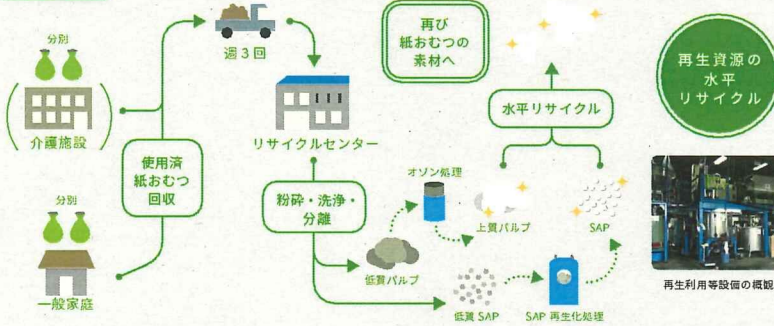 分別
介護施設
分別
一般家庭
使用済
紙おむつ
回収
週3回
リサイクルセンター
粉砕・洗浄・
分離
低質パルプ
オゾン処理
上質パルプ
低質 SAP
SAP 再生化処理
SAP
水平リサイクル
再び
紙おむつの
素材へ
再生資源の
水平
リサイクル
再生利用等設備の概観